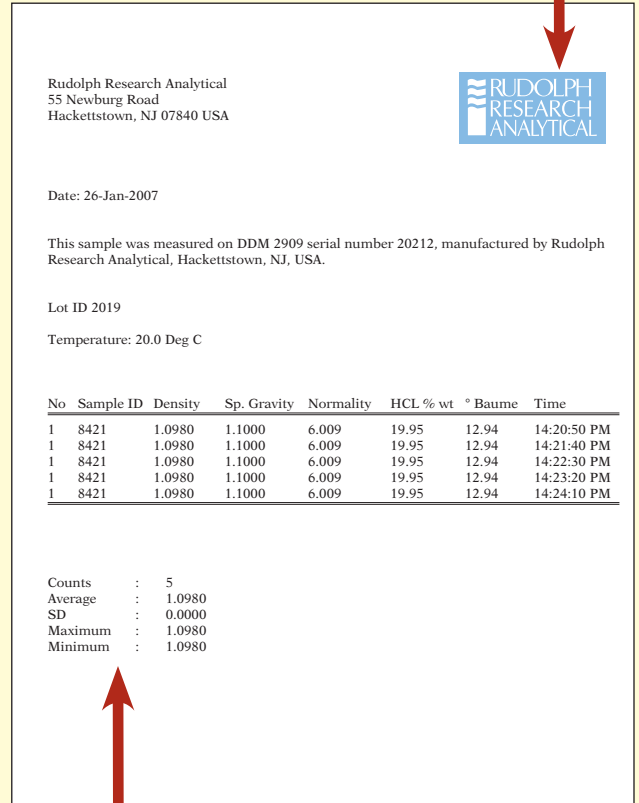 Rudolph Research Analytical
55 Newburg Road
Hackettstown, NJ 07840 USA
RUDOLPH
RESEARCH
ANALYTICAL
Date: 26-Jan-2007
This sample was measured on DDM 2909 serial number 20212, manufactured by Rudolph
Research Analytical, Hackettstown, NJ, USA.
Lot ID 2019
Temperature: 20.0 Deg C
No Sample ID Density Sp. Gravity Normality HCL % wt ° Baume Time
1 8421 1.0980 1.1000 6.009 19.95 12.94 14:20:50 PM
1 8421 1.0980 1.1000 6.009 19.95 12.94 14:21:40 PM
1 8421 1.0980 1.1000 6.009 19.95 12.94 14:22:30 PM
1 8421 1.0980 1.1000 6.009 19.95 12.94 14:23:20 PM
1 8421 1.0980 1.1000 6.009 19.95 12.94 14:24:10 PM
Counts : 5
Average : 1.0980
SD : 0.0000
Maximum : 1.0980
Minimum : 1.0980